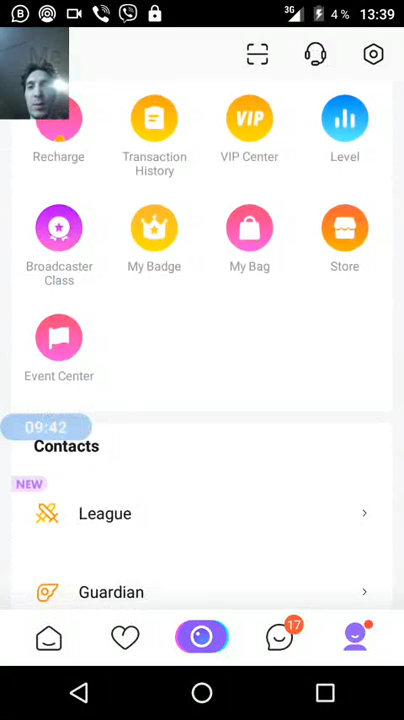 3G 4 % 13:39
Recharge
Transaction History
VIP
VIP Center
Level
Broadcaster Class
My Badge
My Bag
Store
Event Center
09:42
Contacts
NEW
League
Guardian
17